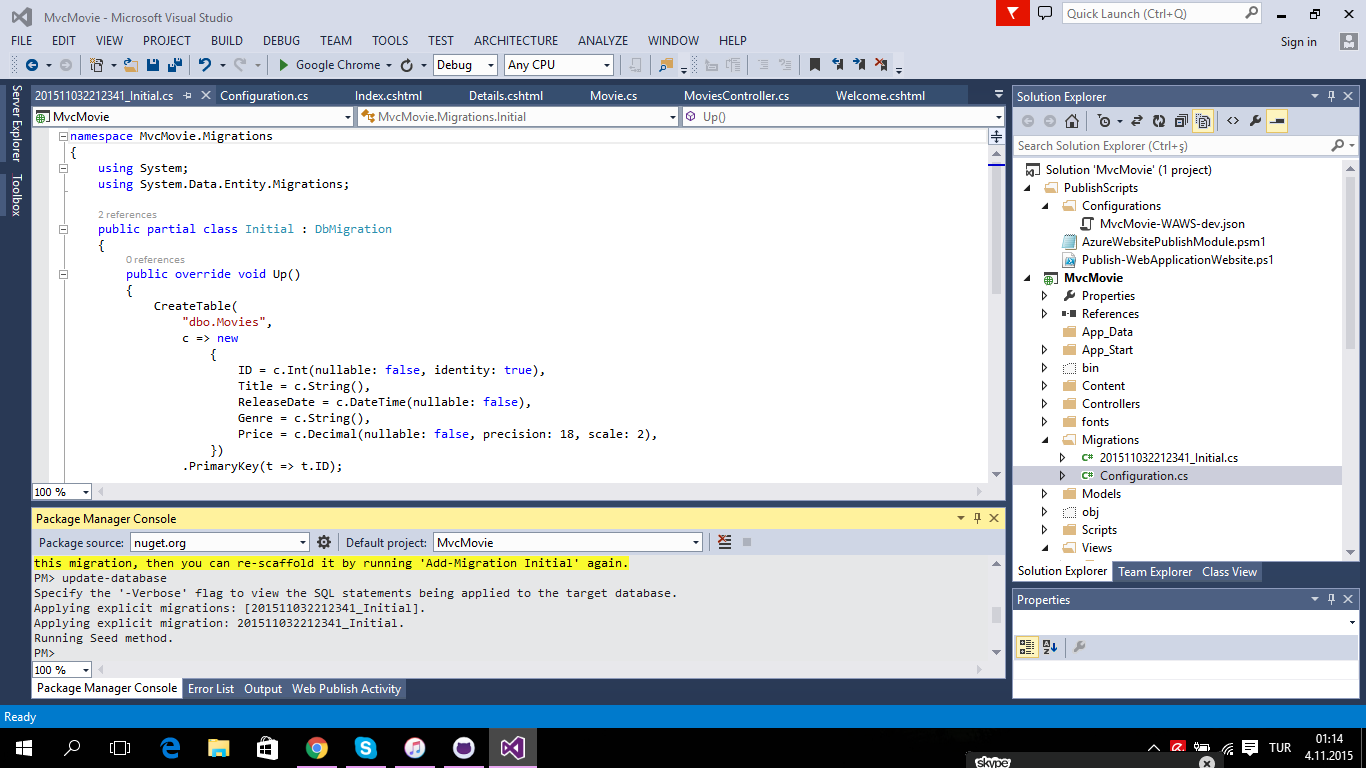 MvcMovie - Microsoft Visual Studio
Quick Launch (Ctrl+Q)
FILE EDIT VIEW PROJECT BUILD DEBUG TEAM TOOLS TEST ARCHITECTURE ANALYZE WINDOW HELP
Sign in
Google Chrome Debug Any CPU
Server Explorer
Toolbox
201511032212341_Initial.cs Configuration.cs Index.cshtml Details.cshtml Movie.cs MoviesController.cs Welcome.cshtml
MvcMovie MvcMovie.Migrations.Initial Up()
namespace MvcMovie.Migrations
{
using System;
using System.Data.Entity.Migrations;
2 references
public partial class Initial : DbMigration
{
0 references
public override void Up()
{
CreateTable(
"dbo.Movies",
c => new
{
ID = c.Int(nullable: false, identity: true),
Title = c.String(),
ReleaseDate = c.DateTime(nullable: false),
Genre = c.String(),
Price = c.Decimal(nullable: false, precision: 18, scale: 2),
})
.PrimaryKey(t => t.ID);
100 %
Package Manager Console
Package source: nuget.org Default project: MvcMovie
this migration, then you can re-scaffold it by running 'Add-Migration Initial' again.
PM> update-database
Specify the '-Verbose' flag to view the SQL statements being applied to the target database.
Applying explicit migrations: [201511032212341_Initial].
Applying explicit migration: 201511032212341_Initial.
Running Seed method.
PM>
100 %
Package Manager Console Error List Output Web Publish Activity
Solution Explorer
Search Solution Explorer (Ctrl+ş)
Solution 'MvcMovie' (1 project)
PublishScripts
Configurations
MvcMovie-WAWS-dev.json
AzureWebsitePublishModule.psm1
Publish-WebApplicationWebsite.ps1
MvcMovie
Properties
References
App_Data
App_Start
bin
Content
Controllers
fonts
Migrations
C# 201511032212341_Initial.cs
C# Configuration.cs
Models
obj
Scripts
Views
Solution Explorer Team Explorer Class View
Properties
Ready
TUR
01:14
4.11.2015
skype